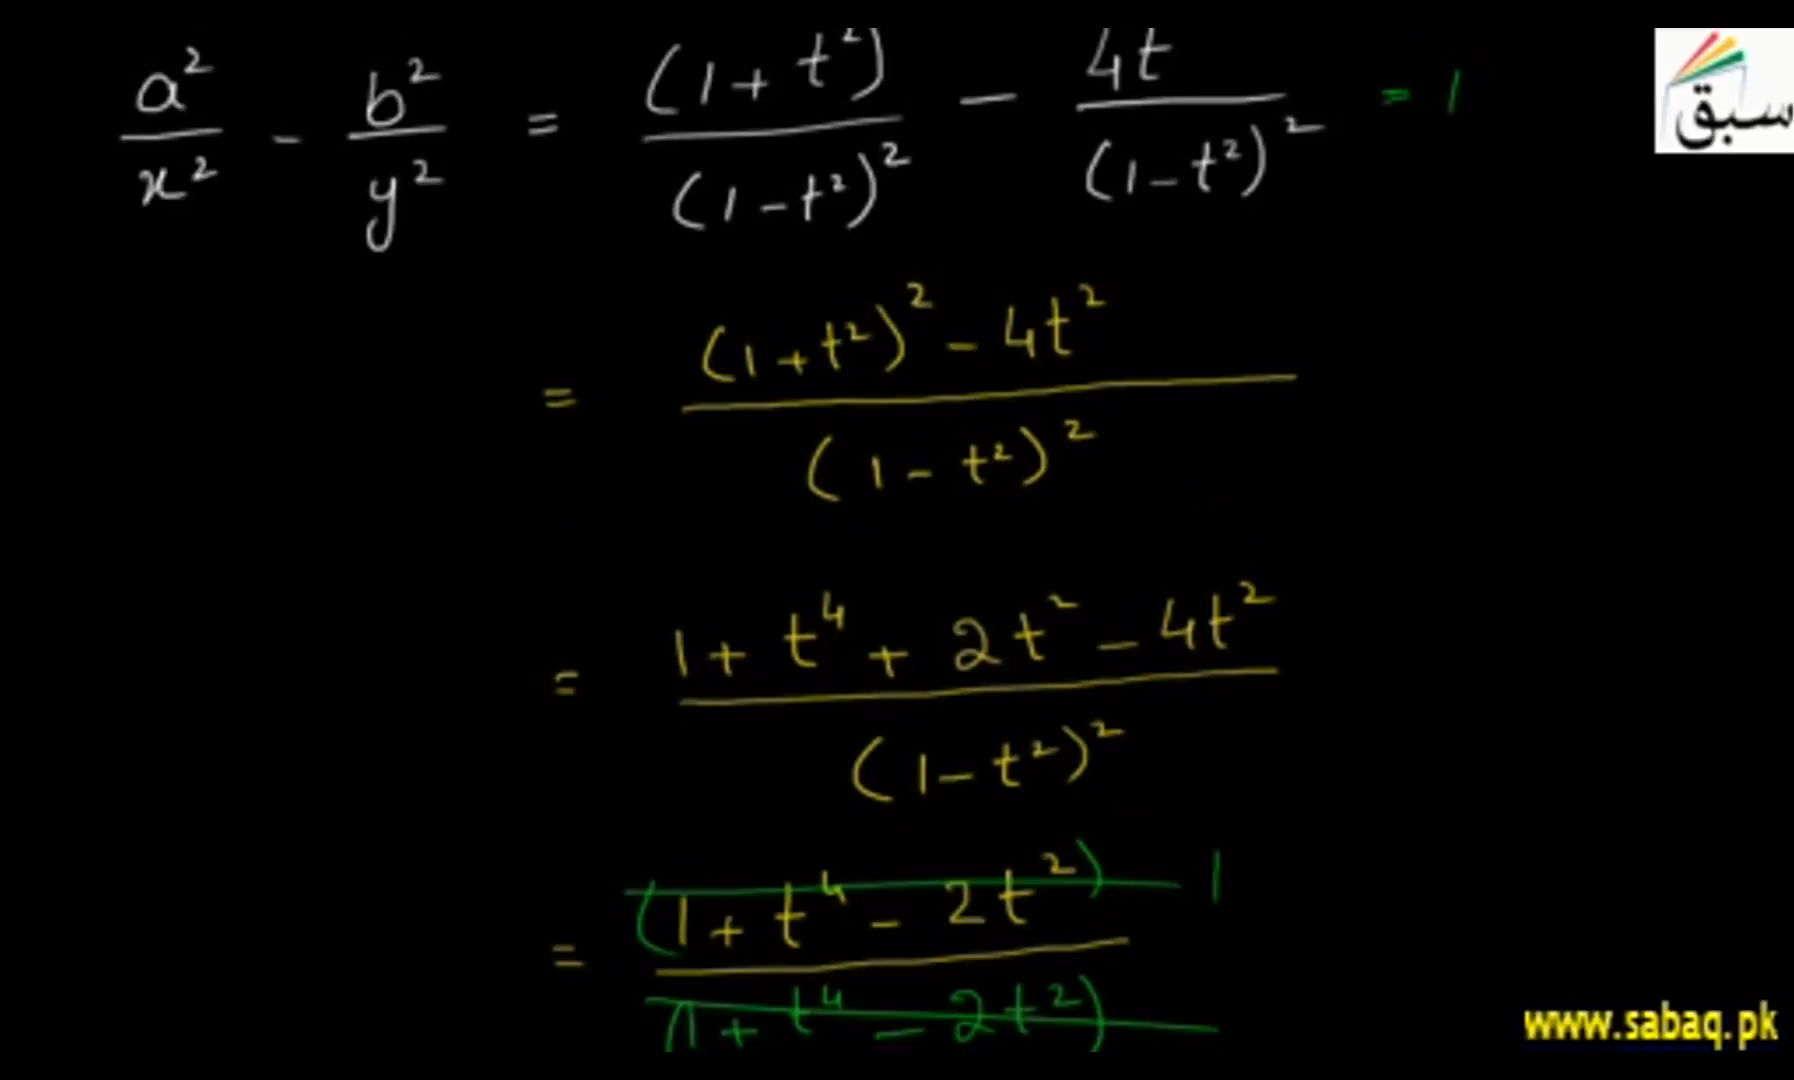 a²/x² - b²/y² = (1+t²)/(1-t²)² - 4t/(1-t²)² = 1
سبق
= (1+t²)² - 4t²/(1-t²)²
= 1+t⁴+2t²-4t²/(1-t²)²
= (1+t⁴-2t²)/(1+t⁴-2t²) 1
www.sabaq.pk